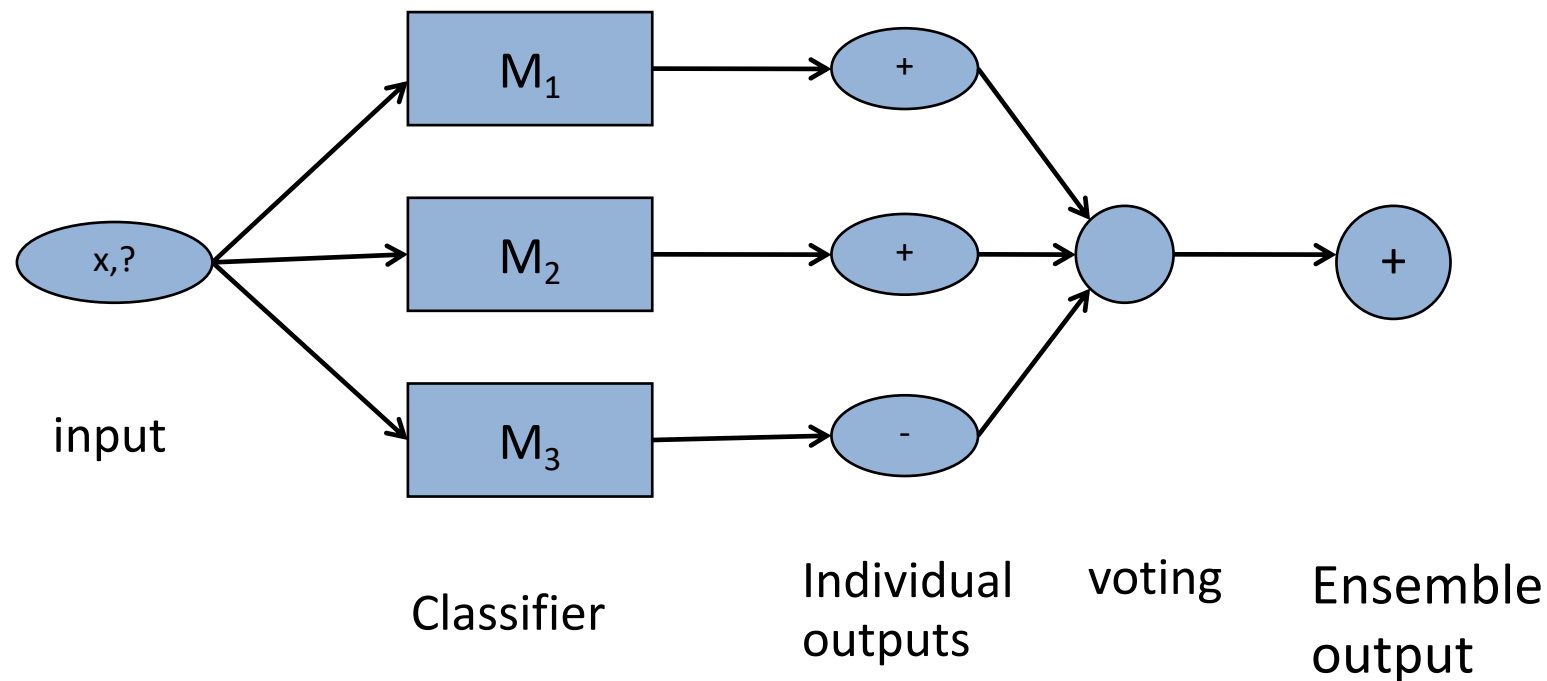 M₁
+
x,?
M₂
+
+
M₃
-
input
Classifier
Individual
outputs
voting
Ensemble
output